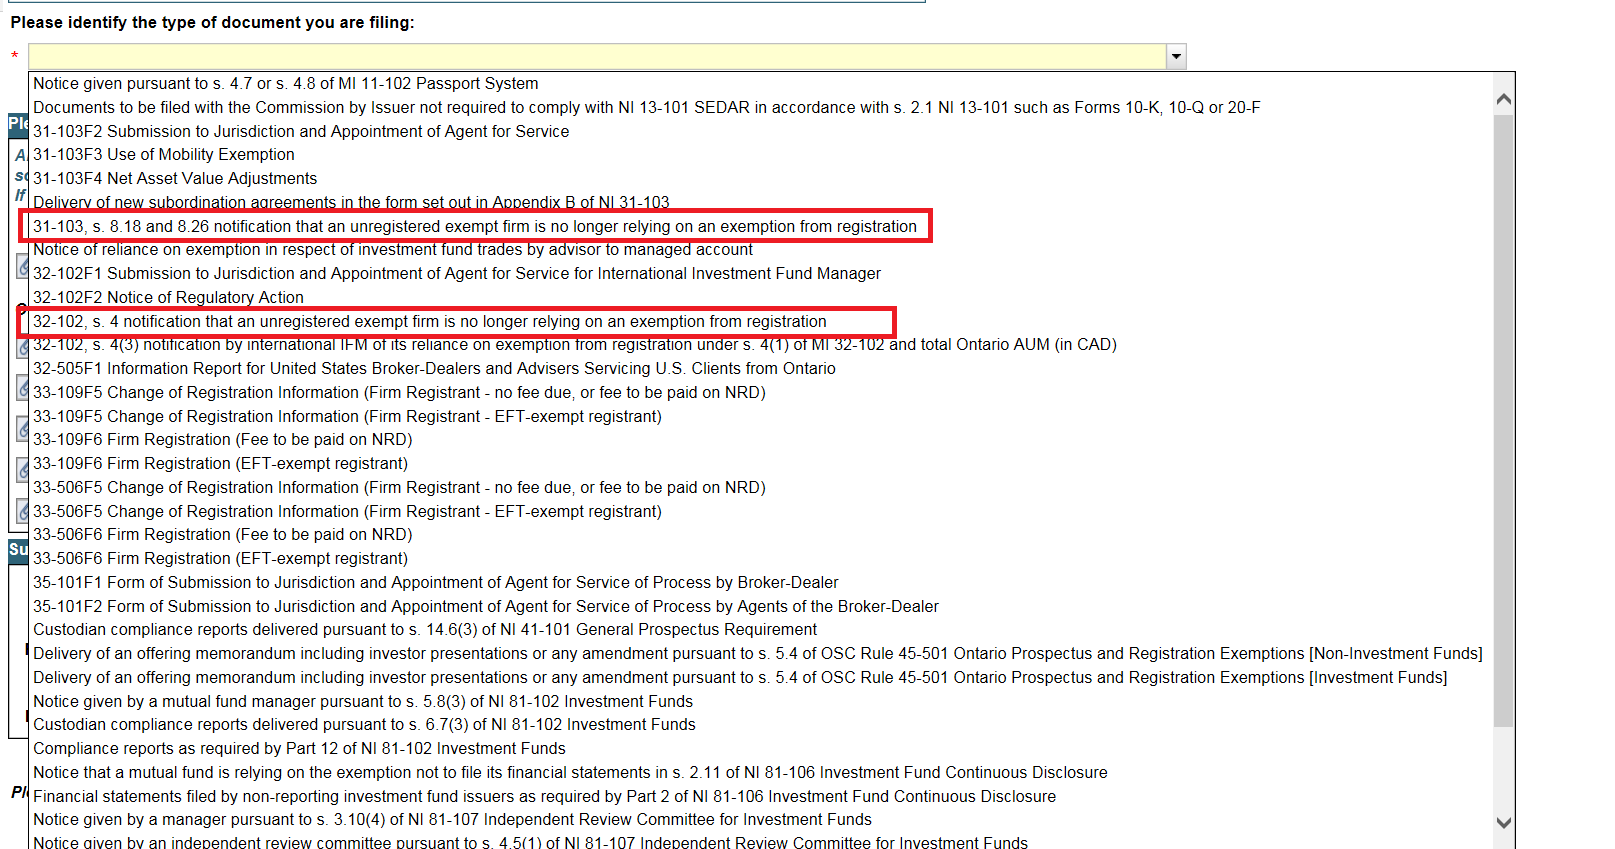 Please identify the type of document you are filing:
*
Notice given pursuant to s. 4.7 or s. 4.8 of MI 11-102 Passport System
Documents to be filed with the Commission by Issuer not required to comply with NI 13-101 SEDAR in accordance with s. 2.1 NI 13-101 such as Forms 10-K, 10-Q or 20-F
31-103F2 Submission to Jurisdiction and Appointment of Agent for Service
31-103F3 Use of Mobility Exemption
31-103F4 Net Asset Value Adjustments
Delivery of new subordination agreements in the form set out in Appendix B of NI 31-103
31-103, s. 8.18 and 8.26 notification that an unregistered exempt firm is no longer relying on an exemption from registration
Notice of reliance on exemption in respect of investment fund trades by advisor to managed account
32-102F1 Submission to Jurisdiction and Appointment of Agent for Service for International Investment Fund Manager
32-102F2 Notice of Regulatory Action
32-102, s. 4 notification that an unregistered exempt firm is no longer relying on an exemption from registration
32-102, s. 4(3) notification by international IFM of its reliance on exemption from registration under s. 4(1) of MI 32-102 and total Ontario AUM (in CAD)
32-505F1 Information Report for United States Broker-Dealers and Advisers Servicing U.S. Clients from Ontario
33-109F5 Change of Registration Information (Firm Registrant - no fee due, or fee to be paid on NRD)
33-109F5 Change of Registration Information (Firm Registrant - EFT-exempt registrant)
33-109F6 Firm Registration (Fee to be paid on NRD)
33-109F6 Firm Registration (EFT-exempt registrant)
33-506F5 Change of Registration Information (Firm Registrant - no fee due, or fee to be paid on NRD)
33-506F5 Change of Registration Information (Firm Registrant - EFT-exempt registrant)
33-506F6 Firm Registration (Fee to be paid on NRD)
33-506F6 Firm Registration (EFT-exempt registrant)
35-101F1 Form of Submission to Jurisdiction and Appointment of Agent for Service of Process by Broker-Dealer
35-101F2 Form of Submission to Jurisdiction and Appointment of Agent for Service of Process by Agents of the Broker-Dealer
Custodian compliance reports delivered pursuant to s. 14.6(3) of NI 41-101 General Prospectus Requirement
Delivery of an offering memorandum including investor presentations or any amendment pursuant to s. 5.4 of OSC Rule 45-501 Ontario Prospectus and Registration Exemptions [Non-Investment Funds]
Delivery of an offering memorandum including investor presentations or any amendment pursuant to s. 5.4 of OSC Rule 45-501 Ontario Prospectus and Registration Exemptions [Investment Funds]
Notice given by a mutual fund manager pursuant to s. 5.8(3) of NI 81-102 Investment Funds
Custodian compliance reports delivered pursuant to s. 6.7(3) of NI 81-102 Investment Funds
Compliance reports as required by Part 12 of NI 81-102 Investment Funds
Notice that a mutual fund is relying on the exemption not to file its financial statements in s. 2.11 of NI 81-106 Investment Fund Continuous Disclosure
Financial statements filed by non-reporting investment fund issuers as required by Part 2 of NI 81-106 Investment Fund Continuous Disclosure
Notice given by a manager pursuant to s. 3.10(4) of NI 81-107 Independent Review Committee for Investment Funds
Notice given by an independent review committee pursuant to s. 4.5(1) of NI 81-107 Independent Review Committee for Investment Funds